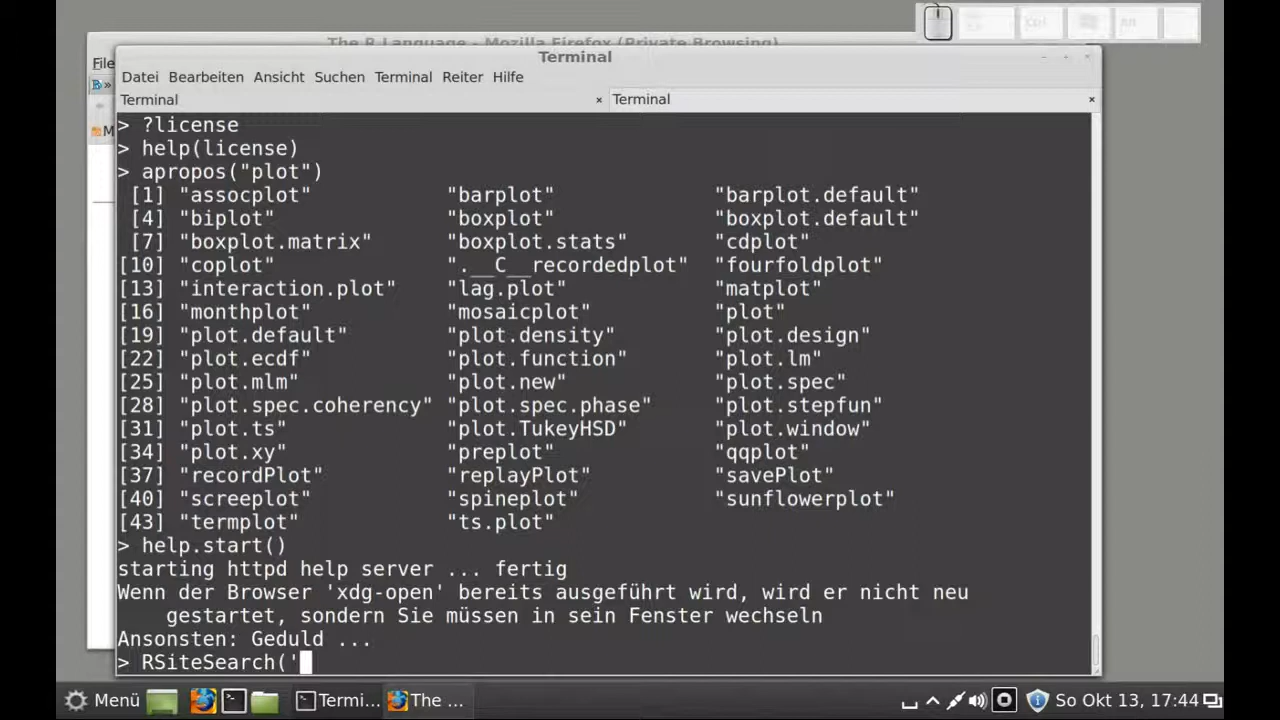 The R Language - Mozilla Firefox (Private Browsing)
File
Terminal
Datei Bearbeiten Ansicht Suchen Terminal Reiter Hilfe
Terminal × Terminal ×
> ?license
> help(license)
> apropos("plot")
[1] "assocplot" "barplot" "barplot.default"
[4] "biplot" "boxplot" "boxplot.default"
[7] "boxplot.matrix" "boxplot.stats" "cdplot"
[10] "coplot" ".__C__recordedplot" "fourfoldplot"
[13] "interaction.plot" "lag.plot" "matplot"
[16] "monthplot" "mosaicplot" "plot"
[19] "plot.default" "plot.density" "plot.design"
[22] "plot.ecdf" "plot.function" "plot.lm"
[25] "plot.mlm" "plot.new" "plot.spec"
[28] "plot.spec.coherency" "plot.spec.phase" "plot.stepfun"
[31] "plot.ts" "plot.TukeyHSD" "plot.window"
[34] "plot.xy" "preplot" "qqplot"
[37] "recordPlot" "replayPlot" "savePlot"
[40] "screeplot" "spineplot" "sunflowerplot"
[43] "termplot" "ts.plot"
> help.start()
starting httpd help server ... fertig
Wenn der Browser 'xdg-open' bereits ausgeführt wird, wird er nicht neu
gestartet, sondern Sie müssen in sein Fenster wechseln
Ansonsten: Geduld ...
> RSiteSearch('
Menü Termi... The ... So Okt 13, 17:44